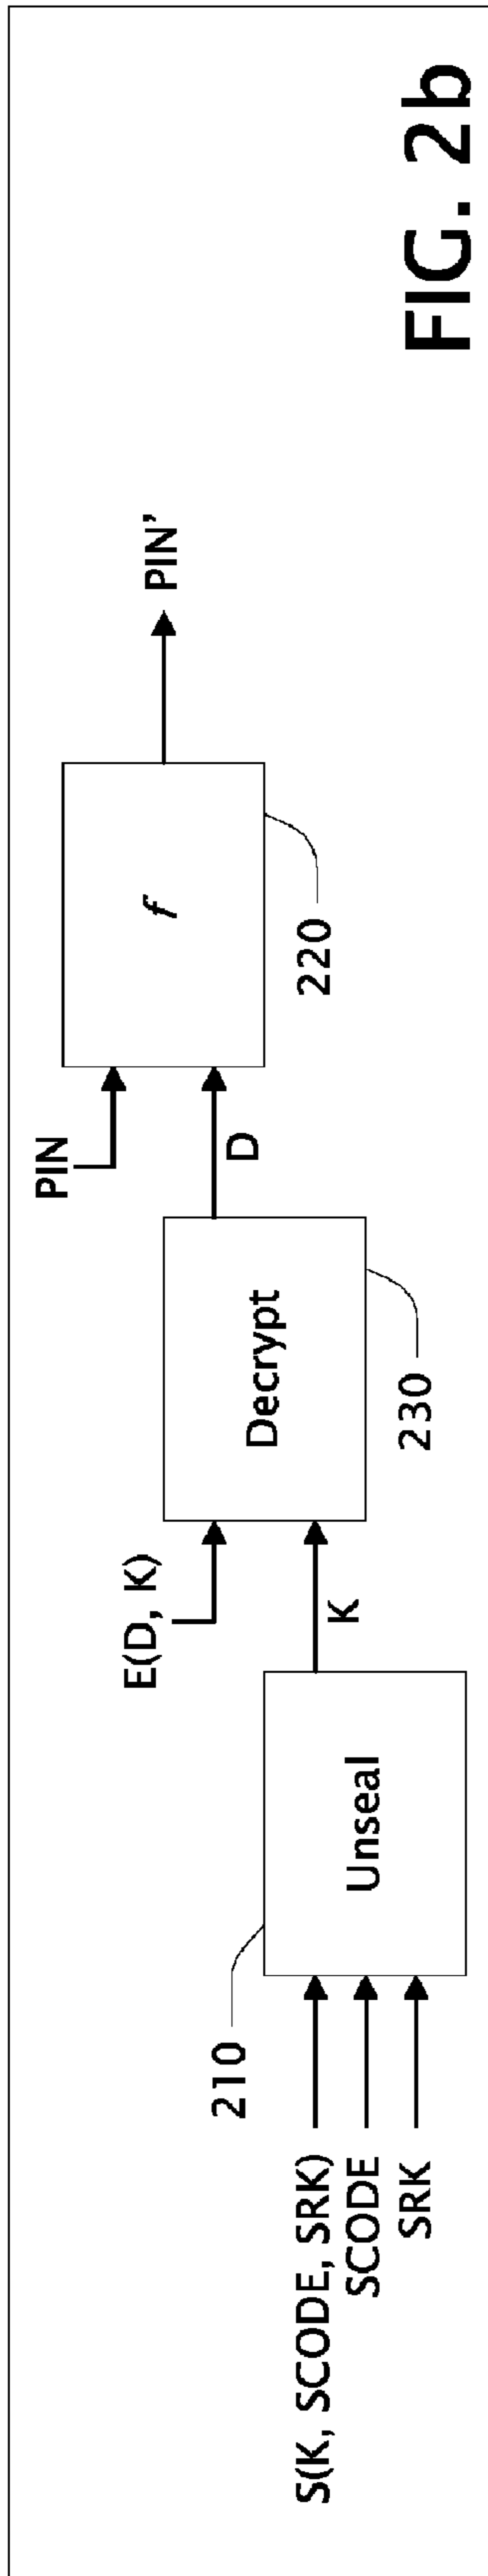 S(K, SCODE, SRK)
SCODE
SRK
210
Unseal
K
E(D, K)
Decrypt
230
D
PIN
f
220
PIN’
FIG. 2b